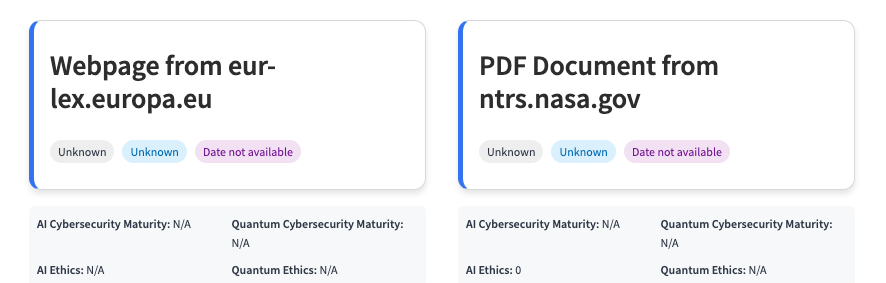 Webpage from eur-
lex.europa.eu
Unknown Unknown Date not available
AI Cybersecurity Maturity: N/A Quantum Cybersecurity Maturity:
N/A
AI Ethics: N/A Quantum Ethics: N/A
PDF Document from
ntrs.nasa.gov
Unknown Unknown Date not available
AI Cybersecurity Maturity: N/A Quantum Cybersecurity Maturity:
N/A
AI Ethics: 0 Quantum Ethics: N/A